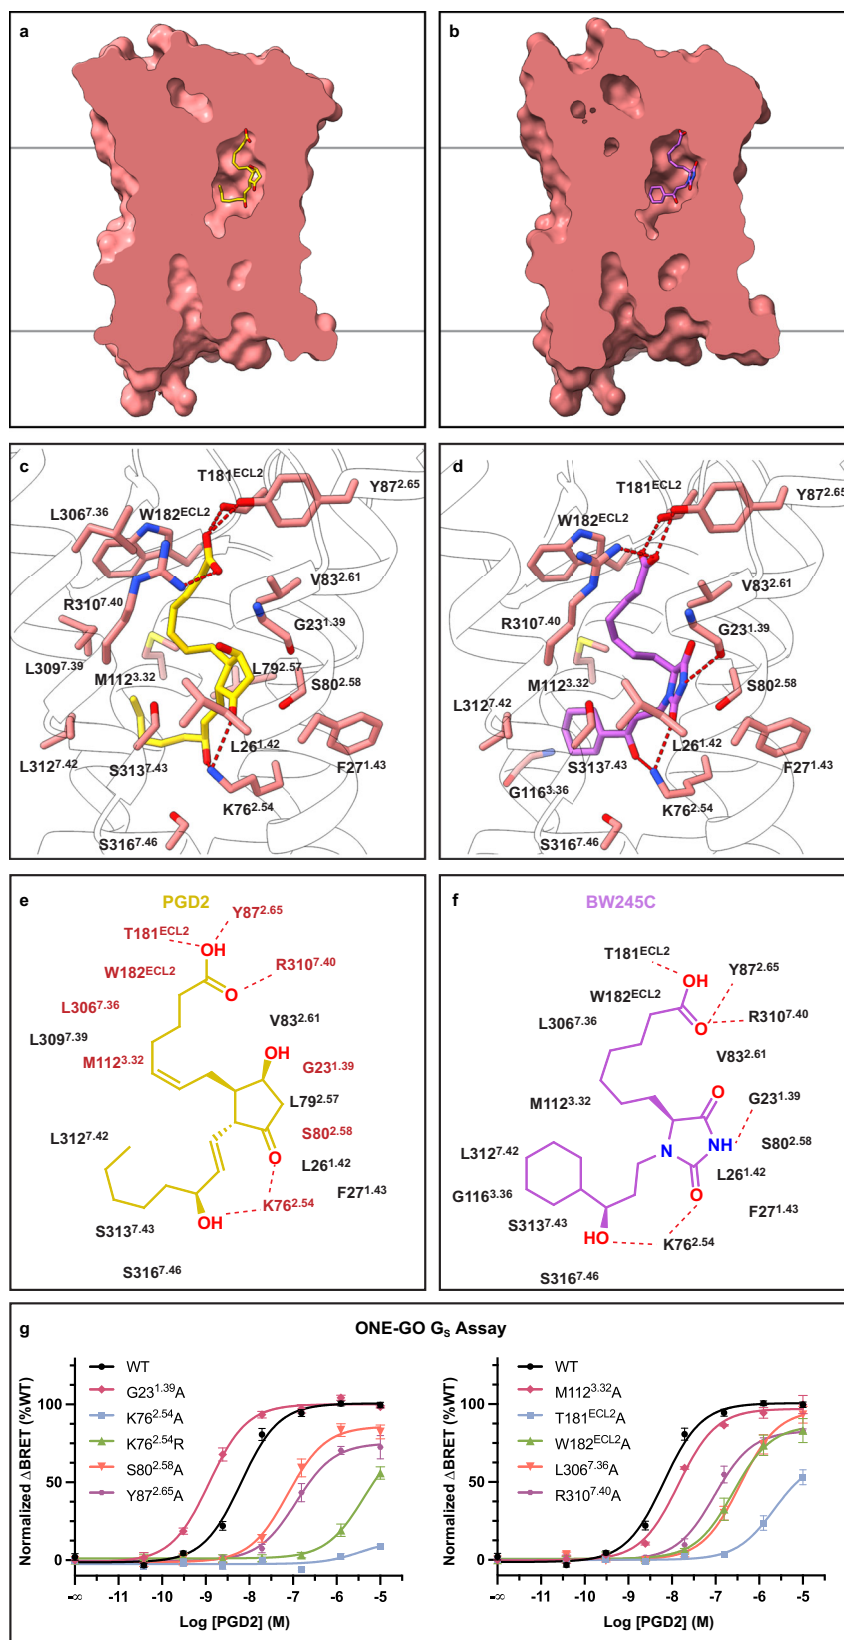 a
b
c
T181ECL2
Y872.65
L3067.36
W182ECL2
V832.61
R3107.40
G231.39
L3097.39
M1123.32
L792.57
S802.58
L261.42
L3127.42
S3137.43
F271.43
K762.54
S3167.46
d
T181ECL2
Y872.65
W182ECL2
V832.61
R3107.40
G231.39
M1123.32
S802.58
L3127.42
L261.42
S3137.43
F271.43
G1163.36
K762.54
S3167.46
e
PGD2
Y872.65
T181ECL2
OH
W182ECL2
R3107.40
O
L3067.36
V832.61
L3097.39
OH
M1123.32
G231.39
L792.57
S802.58
L3127.42
O
L261.42
F271.43
K762.54
OH
S3137.43
S3167.46
f
BW245C
T181ECL2
Y872.65
OH
W182ECL2
R3107.40
L3067.36
O
V832.61
O
G231.39
M1123.32
NH
S802.58
L3127.42
N
L261.42
G1163.36
O
F271.43
S3137.43
HO
K762.54
S3167.46
g
ONE-GO GS Assay
WT
G231.39A
K762.54A
K762.54R
S802.58A
Y872.65A
Normalized ΔBRET (%WT)
100
50
0
-∞ -11 -10 -9 -8 -7 -6 -5
Log [PGD2] (M)
WT
M1123.32A
T181ECL2A
W182ECL2A
L3067.36A
R3107.40A
Normalized ΔBRET (%WT)
100
50
0
-∞ -11 -10 -9 -8 -7 -6 -5
Log [PGD2] (M)